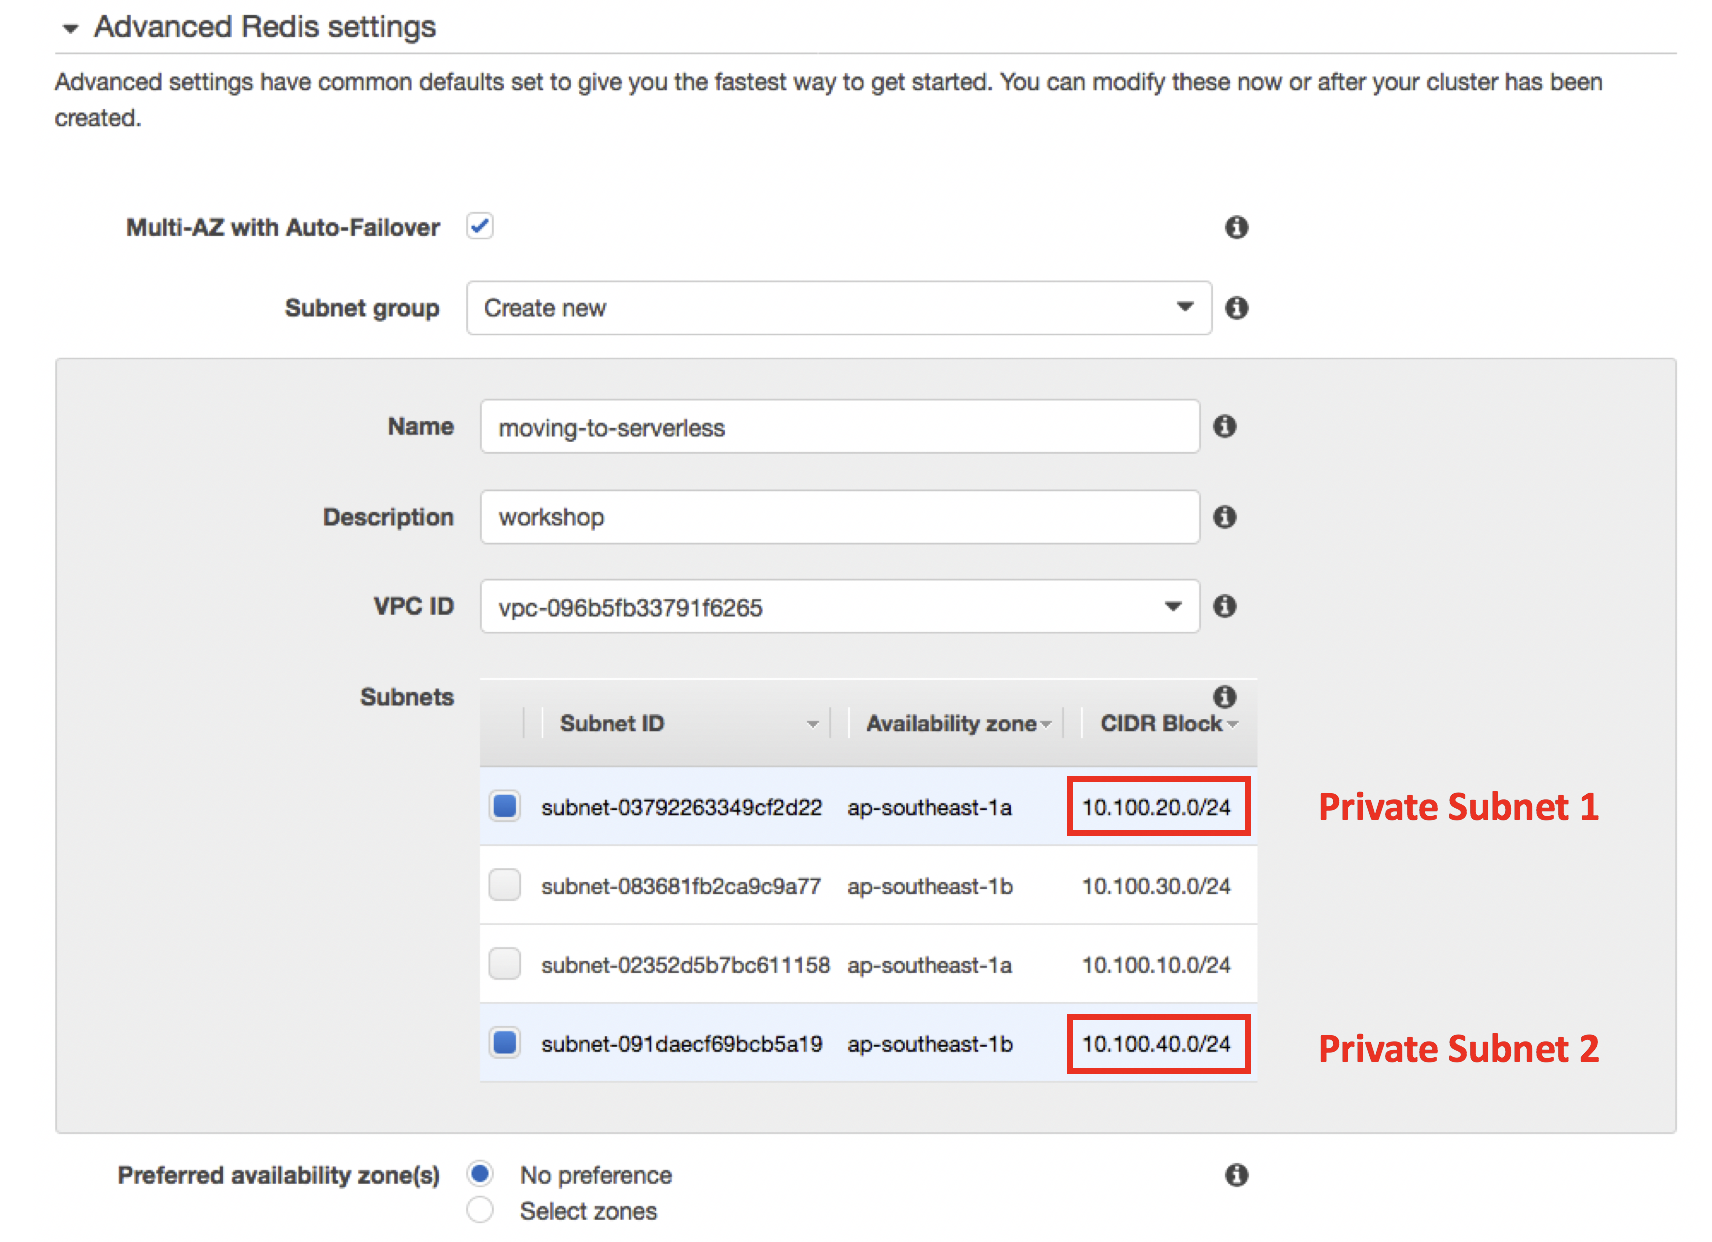 Advanced Redis settings
Advanced settings have common defaults set to give you the fastest way to get started. You can modify these now or after your cluster has been
created.
Multi-AZ with Auto-Failover
Subnet group Create new
Name moving-to-serverless
Description workshop
VPC ID vpc-096b5fb33791f6265
Subnets
Subnet ID Availability zone CIDR Block
subnet-03792263349cf2d22 ap-southeast-1a 10.100.20.0/24 Private Subnet 1
subnet-083681fb2ca9c9a77 ap-southeast-1b 10.100.30.0/24
subnet-02352d5b7bc611158 ap-southeast-1a 10.100.10.0/24
subnet-091daecf69bcb5a19 ap-southeast-1b 10.100.40.0/24 Private Subnet 2
Preferred availability zone(s) No preference
Select zones